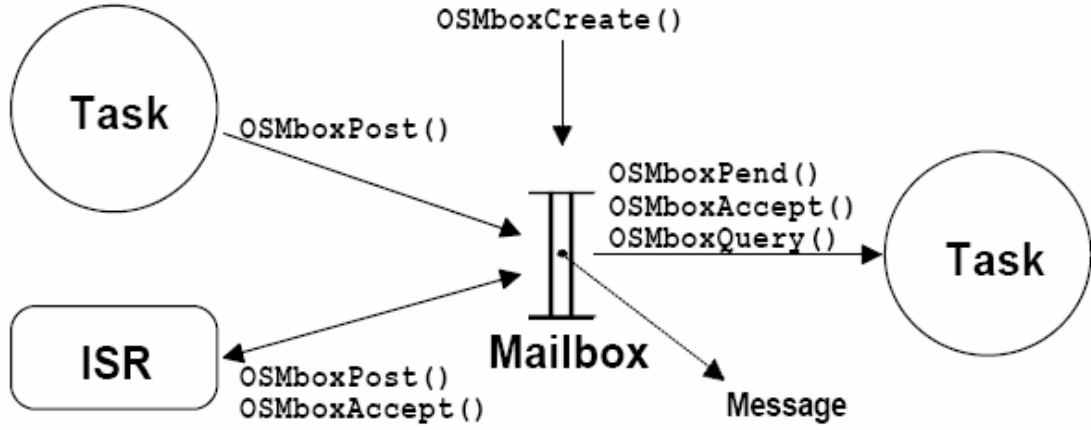 OSMboxCreate()
Task
OSMboxPost()
OSMboxPend()
OSMboxAccept()
OSMboxQuery()
Task
ISR
Mailbox
OSMboxPost()
OSMboxAccept()
Message